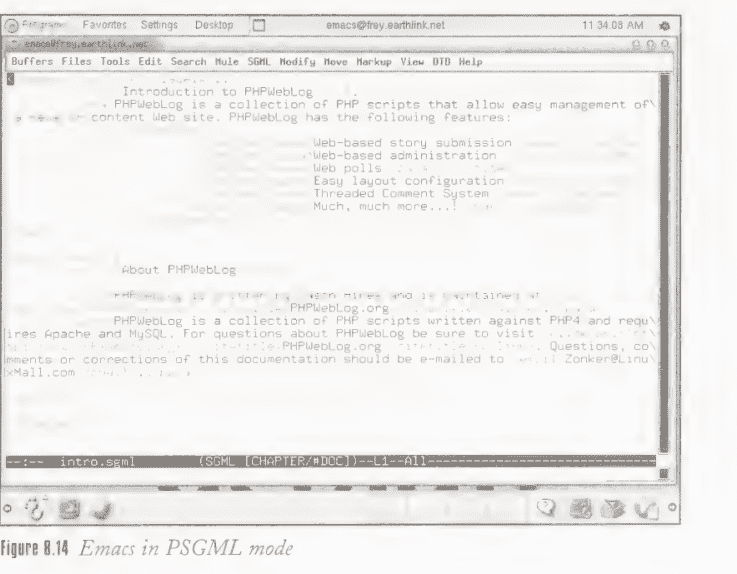 Programs Favorites Settings Desktop emacs@frey.earthlink.net 11 34.08 AM
emacs@frey.earthlink.net
Buffers Files Tools Edit Search Mule SGML Modify Move Markup View DTD Help
Introduction to PHPWebLog
PHPWebLog is a collection of PHP scripts that allow easy management of\
content Web site. PHPWebLog has the following features:
Web-based story submission
Web-based administration
Web polls
Easy layout configuration
Threaded Comment System
Much, much more...!
About PHPWebLog
and is maintained at
PHPWebLog.org
PHPWebLog is a collection of PHP scripts written against PHP4 and requ\
ires Apache and MySQL. For questions about PHPWebLog be sure to visit
PHPWebLog.org Questions, co\
mments or corrections of this documentation should be e-mailed to Zonker@Linu\
xMall.com
--:-- intro.sgml (SGML [CHAPTER/#DOC])--L1--All--------------------
Figure 8.14 Emacs in PSGML mode